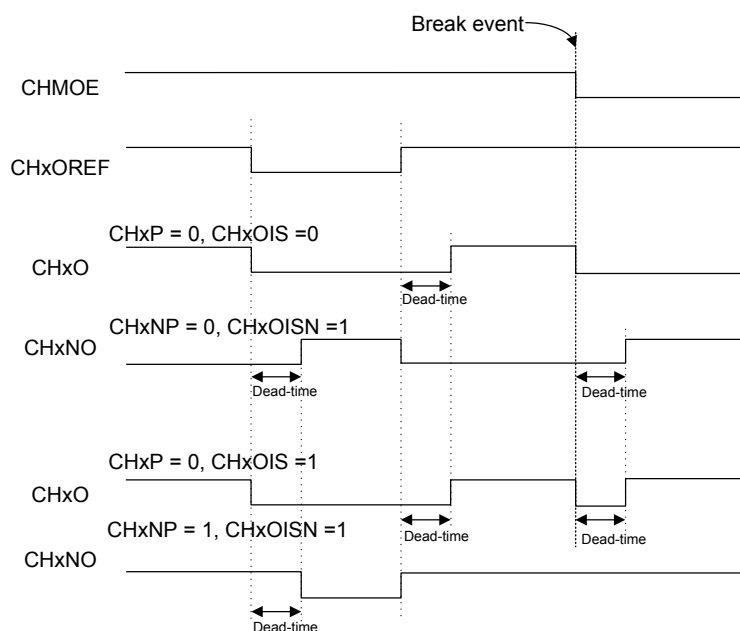 Break event
CHMOE
CHxOREF
CHxP = 0, CHxOIS =0
CHxO
Dead-time
CHxNP = 0, CHxOISN =1
CHxNO
Dead-time
Dead-time
CHxP = 0, CHxOIS =1
CHxO
CHxNP = 1, CHxOISN =1
Dead-time
Dead-time
CHxNO
Dead-time